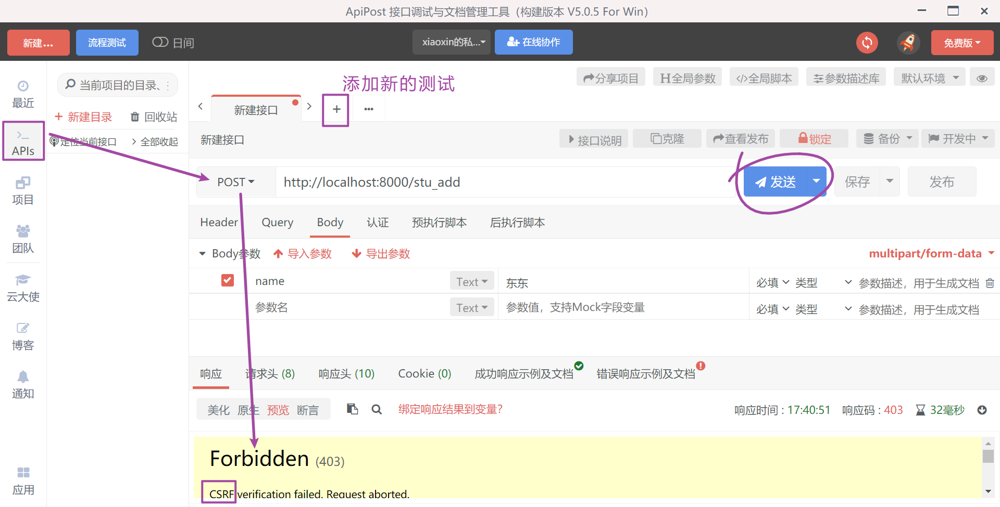 ApiPost 接口调试与文档管理工具（构建版本 V5.0.5 For Win）
新建...
流程测试
日间
xiaoxin的私...
在线协作
免费版
添加新的测试
分享项目
H全局参数
</>全局脚本
参数描述库
默认环境
最近
APIs
项目
团队
云大使
博客
通知
应用
当前项目的目录、
+ 新建目录
回收站
定位当前接口
> 全部收起
新建接口
+
...
新建接口
接口说明
克隆
查看发布
锁定
备份
开发中
POST
http://localhost:8000/stu_add
发送
保存
发布
Header
Query
Body
认证
预执行脚本
后执行脚本
Body参数
导入参数
导出参数
multipart/form-data
name
Text
东东
必填
类型
参数描述，用于生成文档
参数名
Text
参数值，支持Mock字段变量
必填
类型
参数描述，用于生成文档
响应
请求头 (8)
响应头 (10)
Cookie (0)
成功响应示例及文档
错误响应示例及文档
美化
原生
预览
断言
绑定响应结果到变量？
响应时间 : 17:40:51
响应码 : 403
32毫秒
Forbidden (403)
CSRF verification failed. Request aborted.